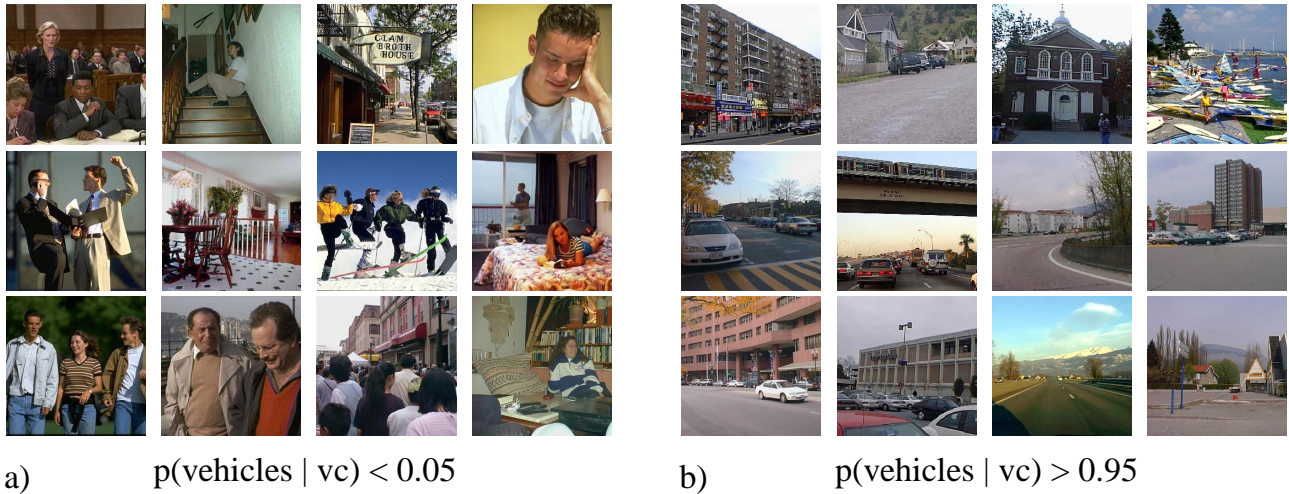 CLAM
BROTH
HOUSE
a) p(vehicles | vc) < 0.05
b) p(vehicles | vc) > 0.95